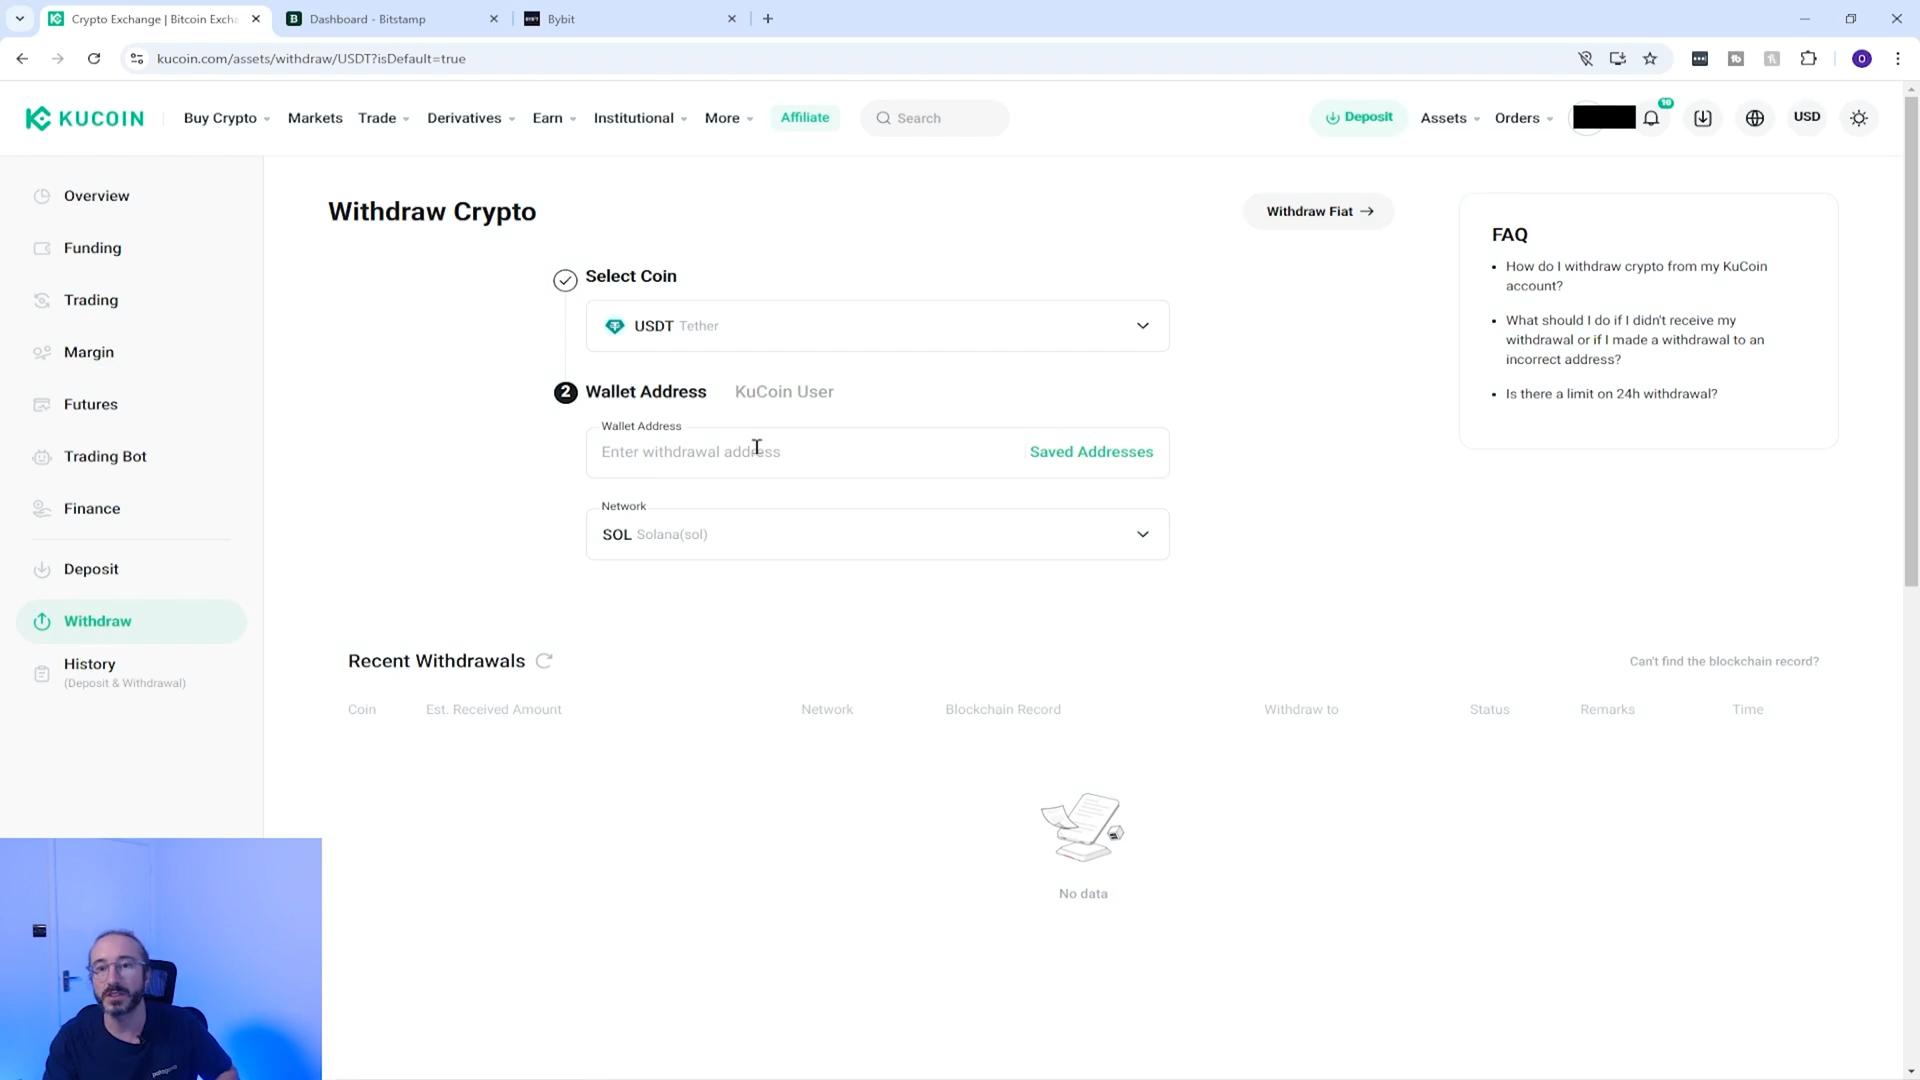 Crypto Exchange | Bitcoin Excha
Dashboard - Bitstamp
Bybit
kucoin.com/assets/withdraw/USDT?isDefault=true
KUCOIN
Buy Crypto
Markets
Trade
Derivatives
Earn
Institutional
More
Affiliate
Search
Deposit
Assets
Orders
10
USD
Overview
Funding
Trading
Margin
Futures
Trading Bot
Finance
Deposit
Withdraw
History
(Deposit & Withdrawal)
Withdraw Crypto
Withdraw Fiat
Select Coin
USDT Tether
2
Wallet Address
KuCoin User
Wallet Address
Enter withdrawal address
Saved Addresses
Network
SOL Solana(sol)
FAQ
How do I withdraw crypto from my KuCoin
account?
What should I do if I didn't receive my
withdrawal or if I made a withdrawal to an
incorrect address?
Is there a limit on 24h withdrawal?
Recent Withdrawals
Can't find the blockchain record?
Coin
Est. Received Amount
Network
Blockchain Record
Withdraw to
Status
Remarks
Time
No data
patagonia